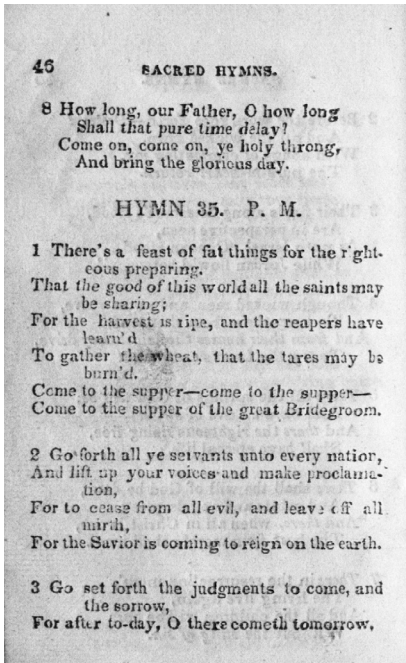 46 SACRED HYMNS.
8 How long, our Father, O how long
Shall that pure time delay?
Come on, come on, ye holy throng,
And bring the glorious day.
HYMN 35. P. M.
1 There's a feast of fat things for the right-
eous preparing.
That the good of this world all the saints may
be sharing;
For the harvest is ripe, and the reapers have
learn'd
To gather the wheat, that the tares may be
burn'd.
Come to the supper—come to the supper—
Come to the supper of the great Bridegroom.
2 Go forth all ye servants unto every nation,
And lift up your voices and make proclama-
tion,
For to cease from all evil, and leave off all
mirth,
For the Savior is coming to reign on the earth.
3 Go set forth the judgments to come, and
the sorrow,
For after to-day, O there cometh tomorrow,